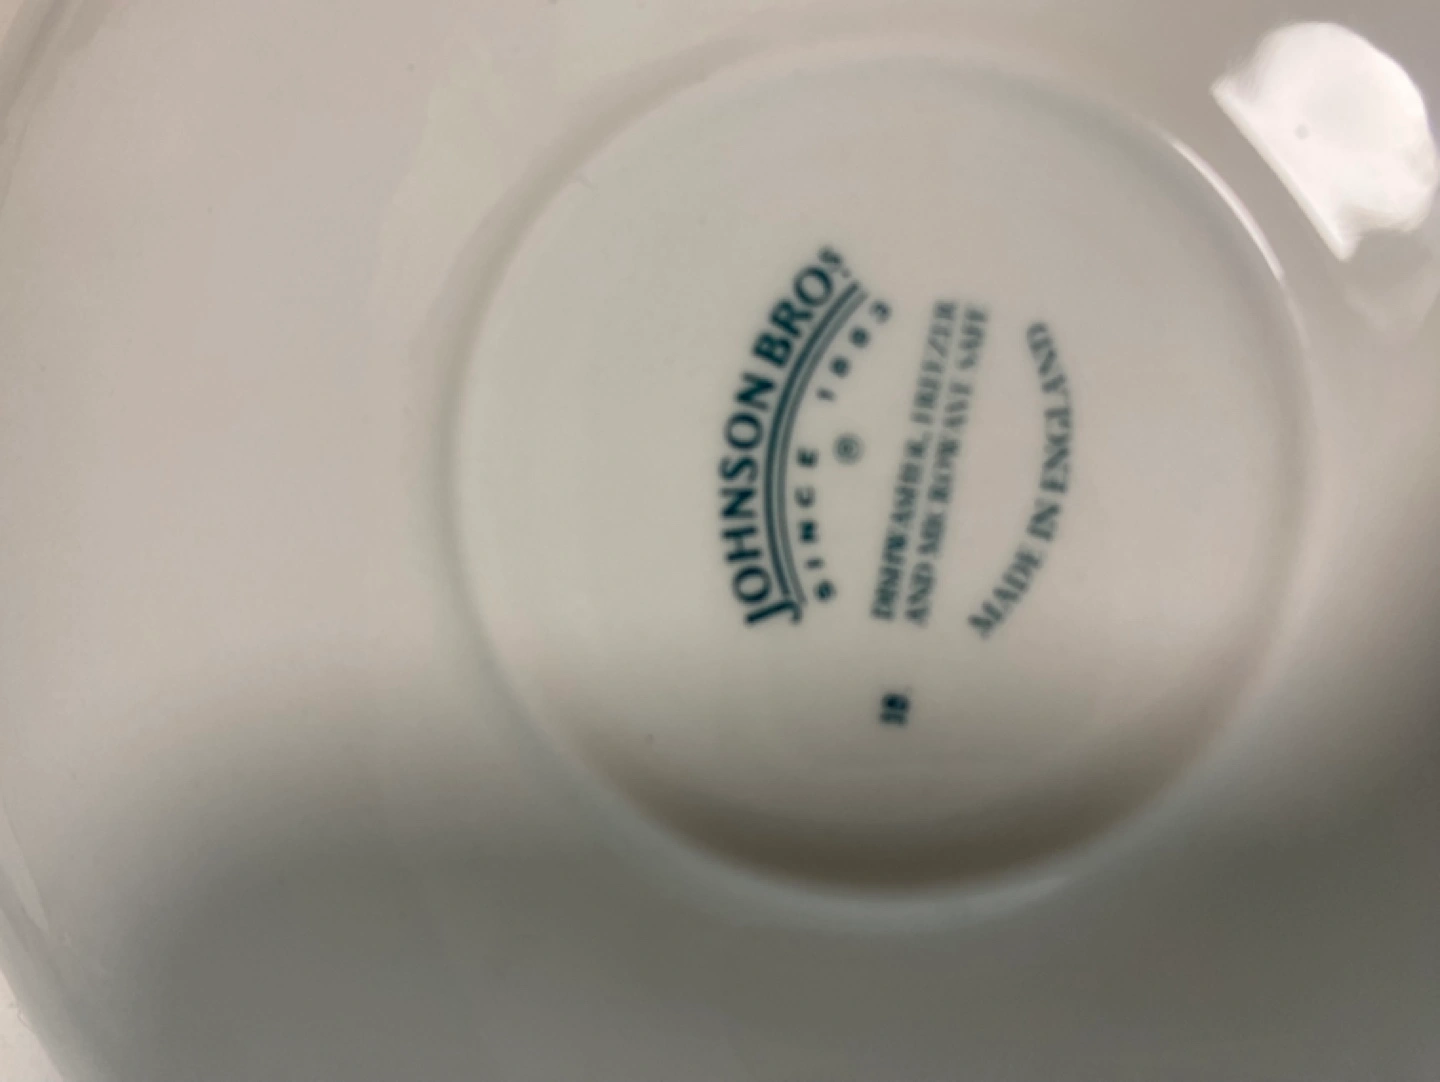 JOHNSON BROS
SINCE 1883
®
DISHWASHER, FREEZER
AND MICROWAVE SAFE
MADE IN ENGLAND